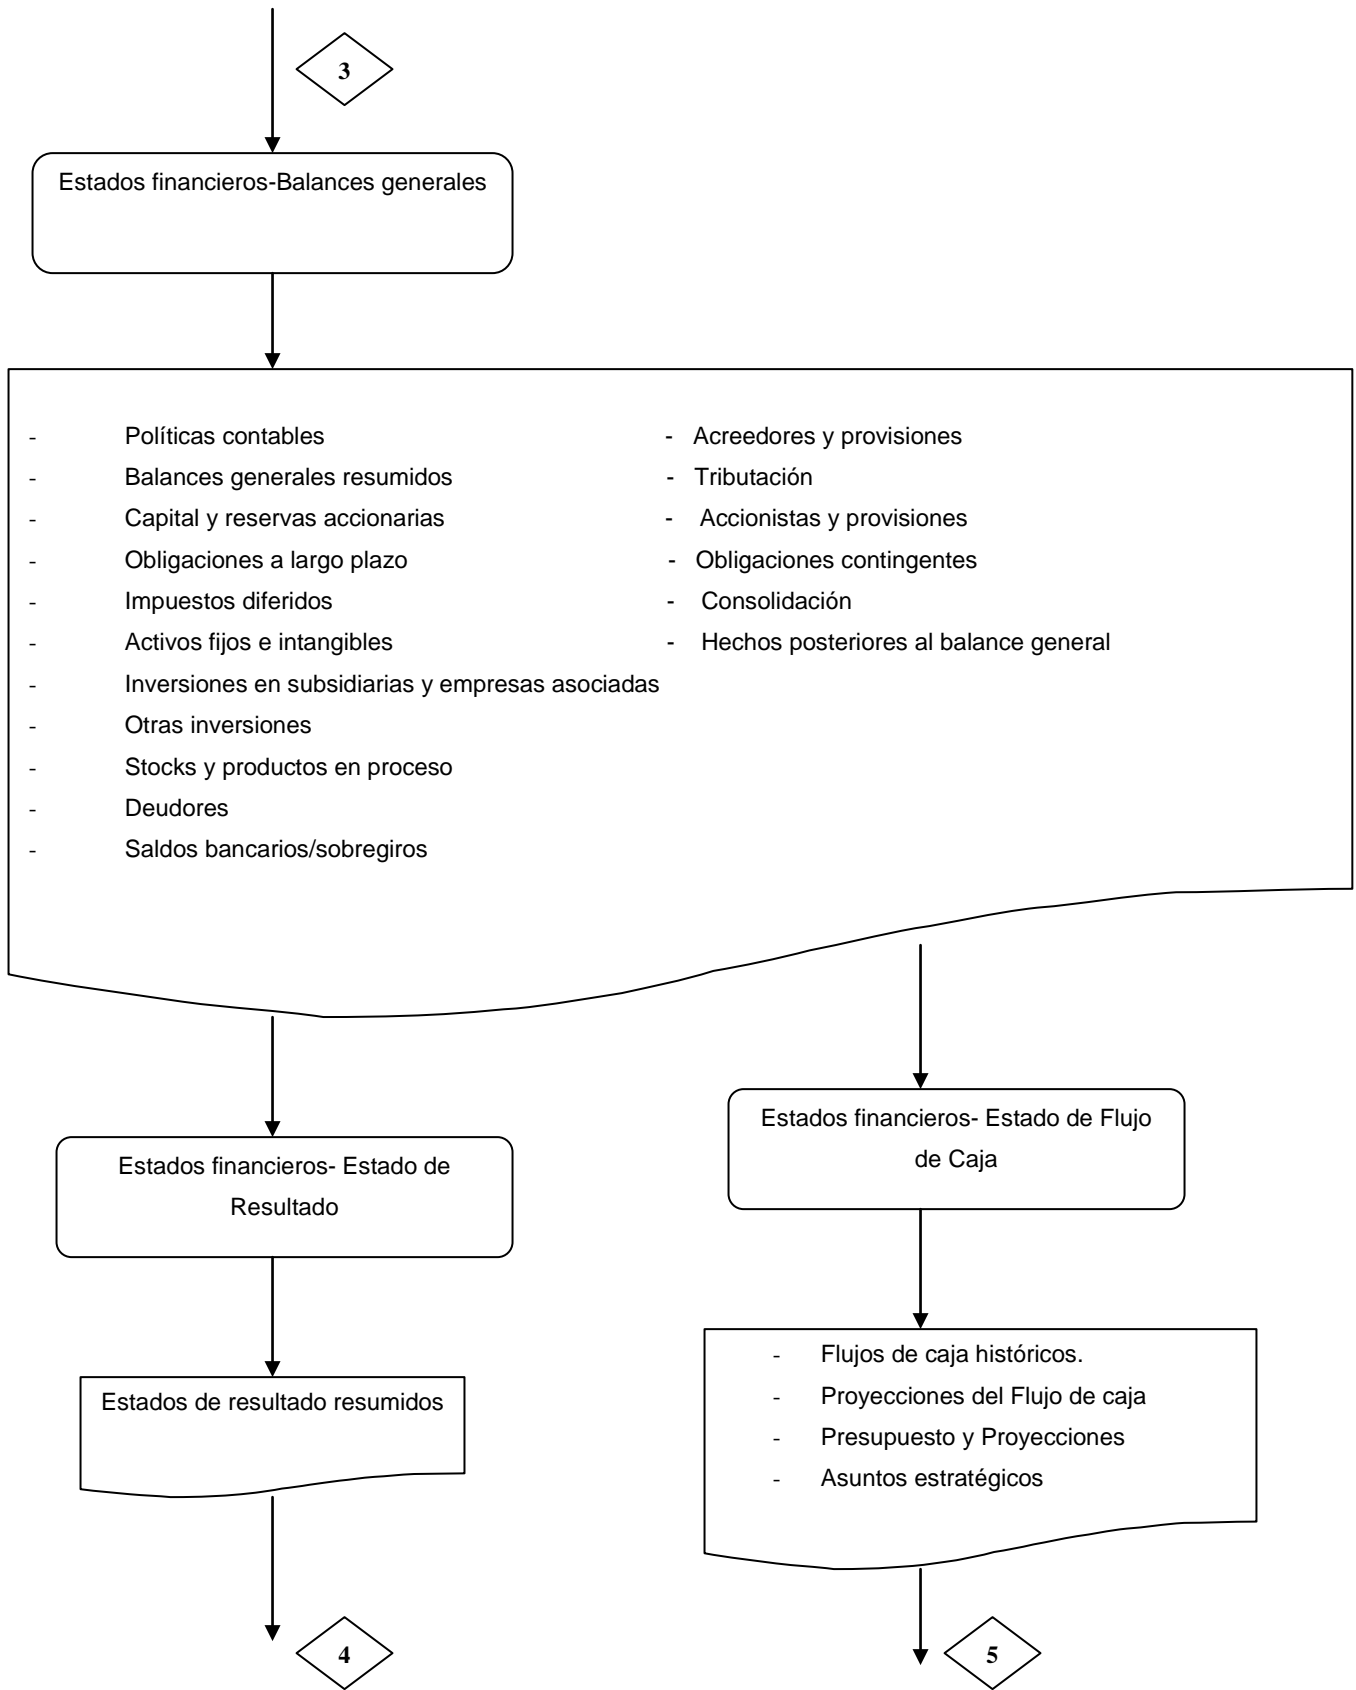 3
Estados financieros-Balances generales
- Políticas contables
- Balances generales resumidos
- Capital y reservas accionarias
- Obligaciones a largo plazo
- Impuestos diferidos
- Activos fijos e intangibles
- Inversiones en subsidiarias y empresas asociadas
- Otras inversiones
- Stocks y productos en proceso
- Deudores
- Saldos bancarios/sobregiros
- Acreedores y provisiones
- Tributación
- Accionistas y provisiones
- Obligaciones contingentes
- Consolidación
- Hechos posteriores al balance general
Estados financieros- Estado de
Resultado
Estados de resultado resumidos
4
Estados financieros- Estado de Flujo
de Caja
- Flujos de caja históricos.
- Proyecciones del Flujo de caja
- Presupuesto y Proyecciones
- Asuntos estratégicos
5